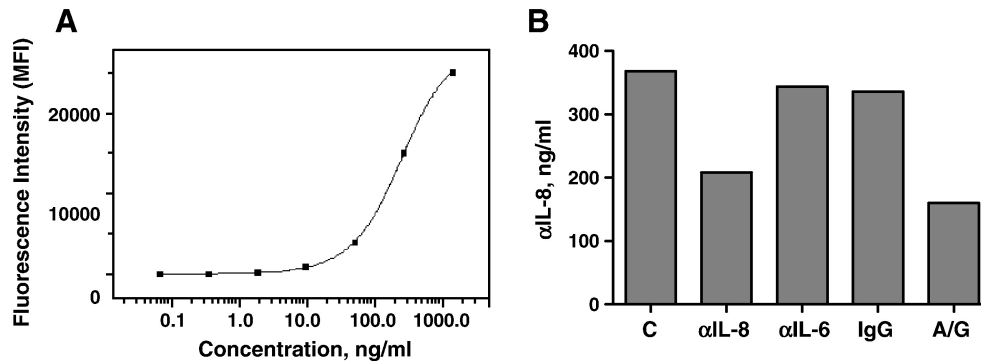 A
Fluorescence Intensity (MFI)
20000
10000
0
0.1 1.0 10.0 100.0 1000.0
Concentration, ng/ml
B
αIL-8, ng/ml
400
300
200
100
0
C αIL-8 αIL-6 IgG A/G